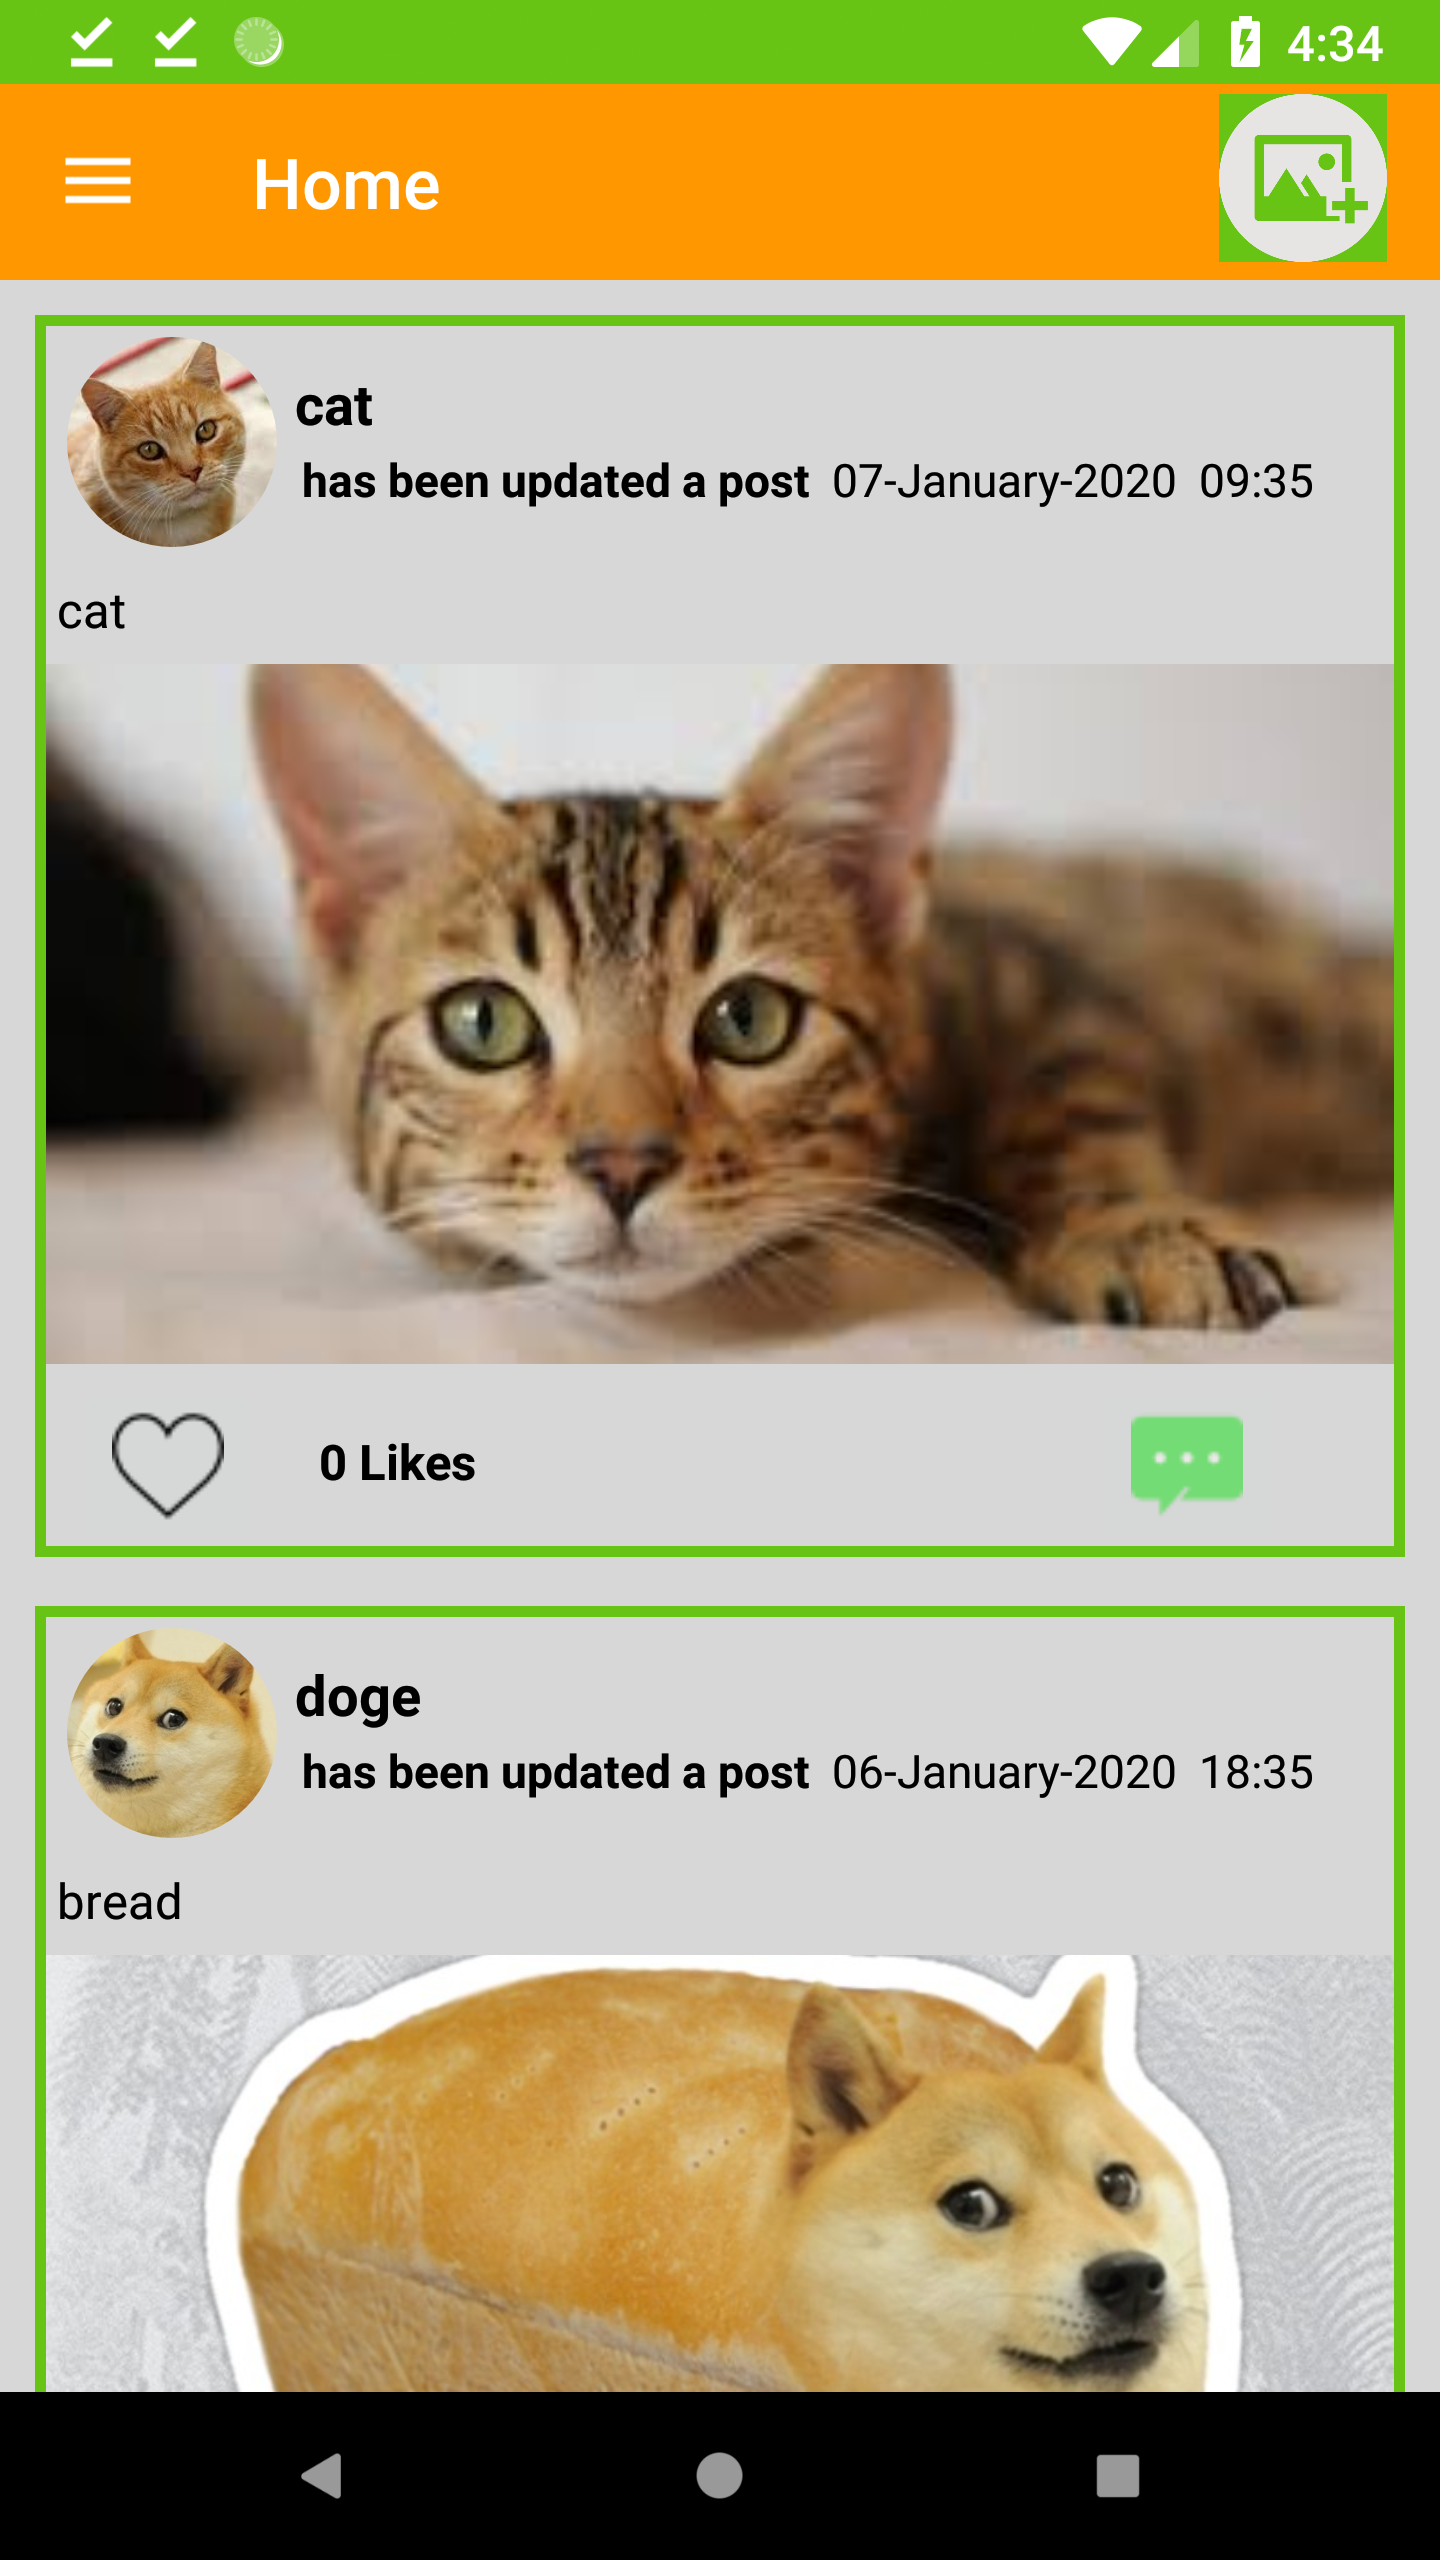 4:34
Home
cat
has been updated a post 07-January-2020 09:35
cat
0 Likes
doge
has been updated a post 06-January-2020 18:35
bread